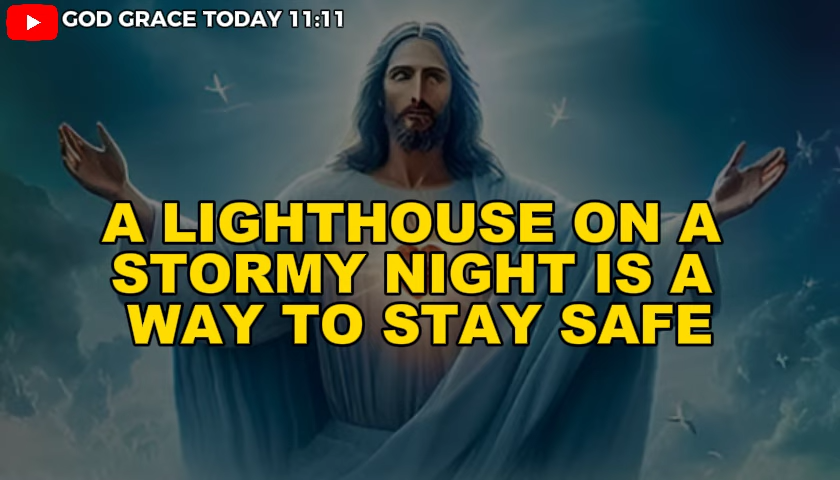 GOD GRACE TODAY 11:11
A LIGHTHOUSE ON A
STORMY NIGHT IS A
WAY TO STAY SAFE